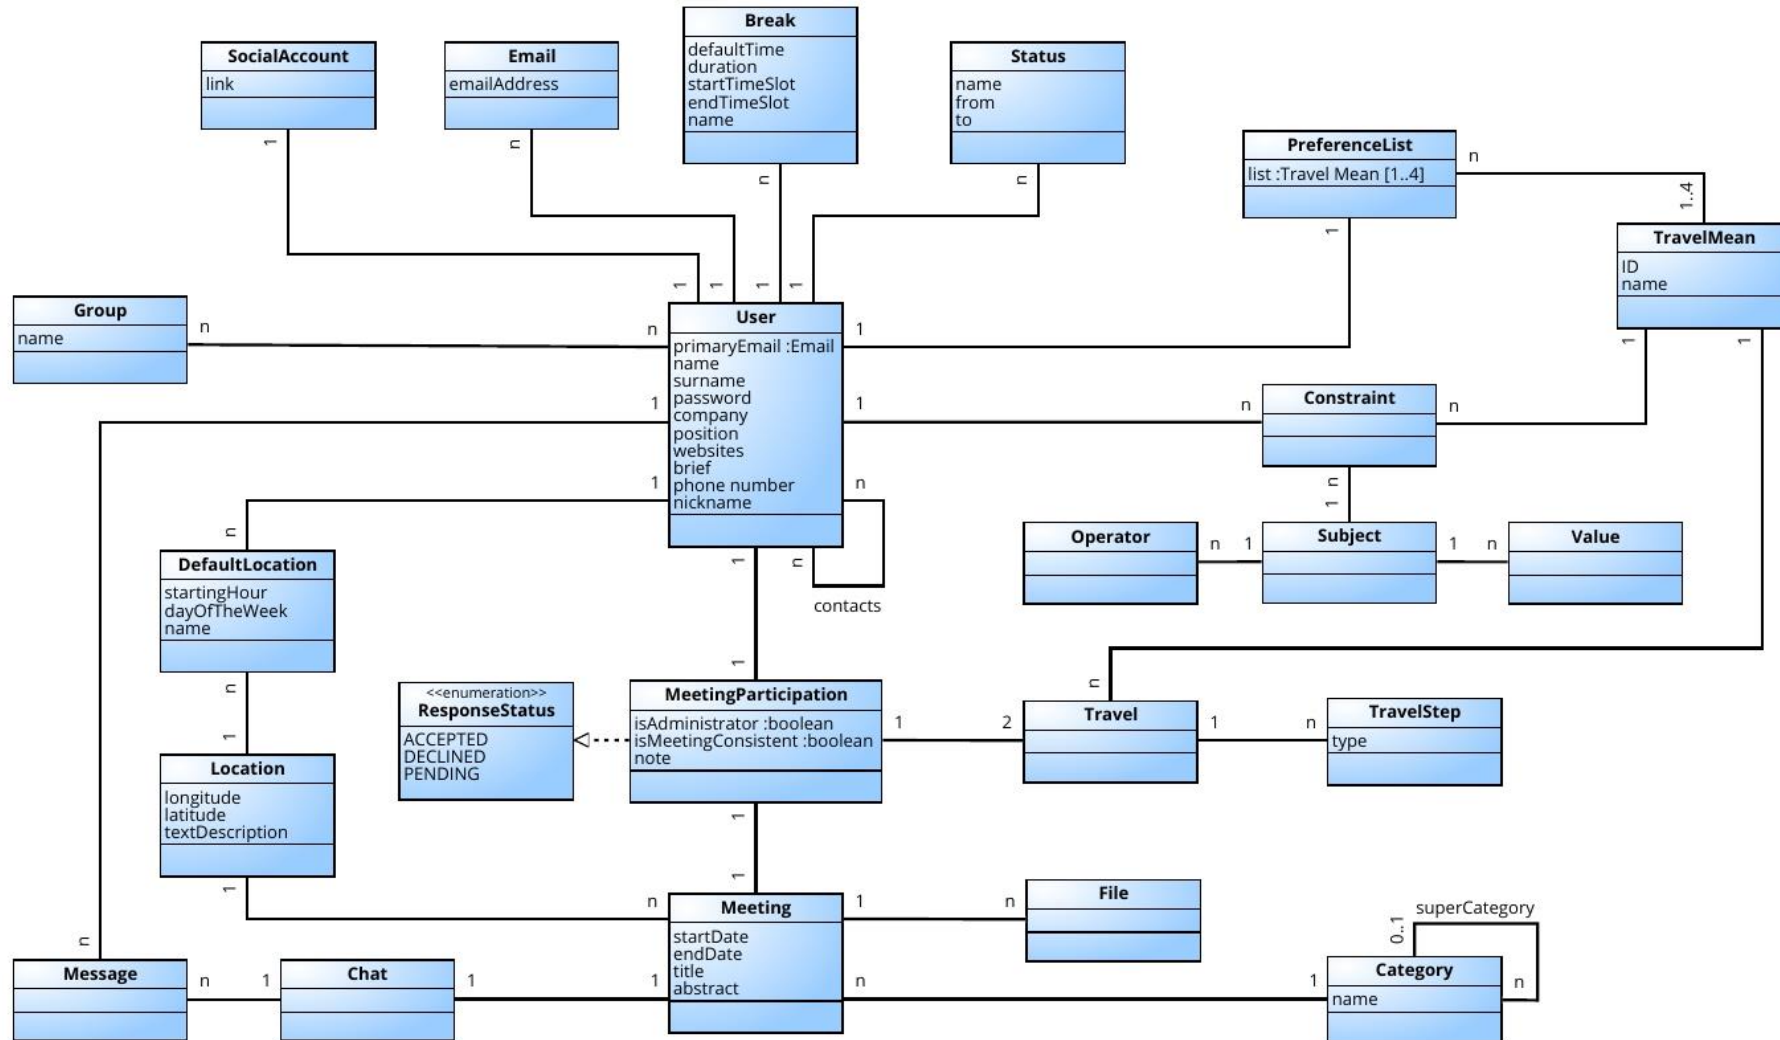 Break
defaultTime
duration
startTimeSlot
endTimeSlot
name
n
SocialAccount
link
1
Email
emailAddress
n
Status
name
from
to
n
PreferenceList
list :Travel Mean [1..4]
n
1
1..4
TravelMean
ID
name
1
1
Group
name
n
n
1
1
1
1
User
primaryEmail :Email
name
surname
password
company
position
websites
brief
phone number
nickname
1
1
1
1
n
n
contacts
1
n
Constraint
n
n
1
Operator
n
1
Subject
1
n
Value
n
DefaultLocation
startingHour
dayOfTheWeek
name
n
1
Location
longitude
latitude
textDescription
1
<<enumeration>>
ResponseStatus
ACCEPTED
DECLINED
PENDING
1
MeetingParticipation
isAdministrator :boolean
isMeetingConsistent :boolean
note
1
1
2
n
Travel
1
n
TravelStep
type
1
n
Meeting
startDate
endDate
title
abstract
1
n
File
superCategory
0..1
n
Category
name
n
1
n
Message
n
1
Chat
1
1